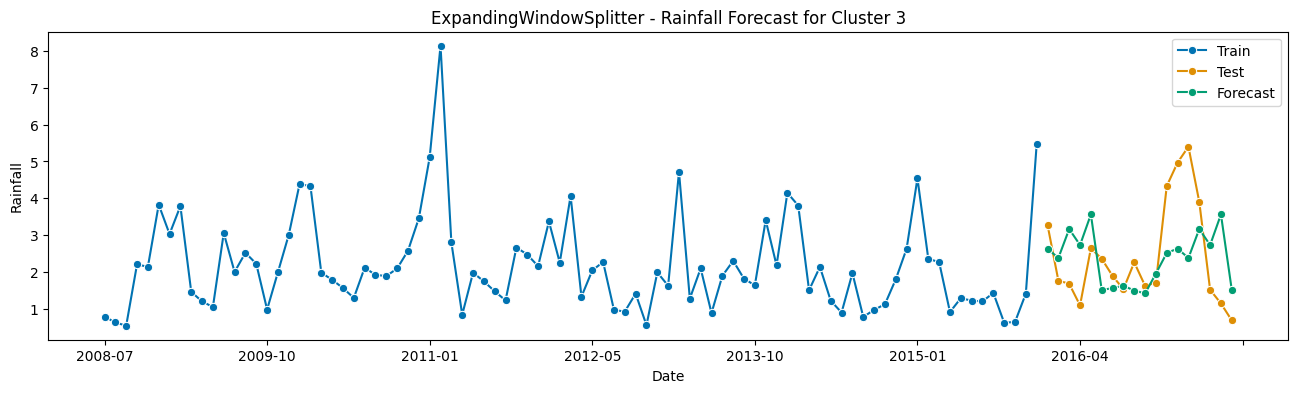 ExpandingWindowSplitter - Rainfall Forecast for Cluster 3
Train
Test
Forecast
Rainfall
8
7
6
5
4
3
2
1
2008-07
2009-10
2011-01
2012-05
2013-10
2015-01
2016-04
Date